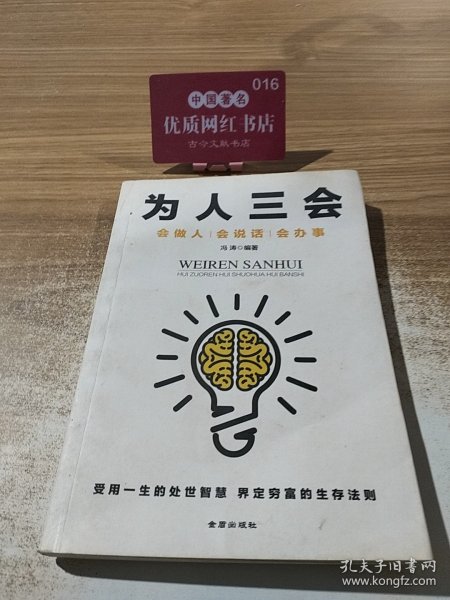 016
中国著名
优质网红书店
古今文献书店
为人三会
会做人|会说话|会办事
冯涛◎编著
WEIREN SANHUI
HUI ZUOREN HUI SHUOHUA HUI BANSHI
受用一生的处世智慧 界定穷富的生存法则
金盾出版社
孔夫子旧书网
www.kongfz.com